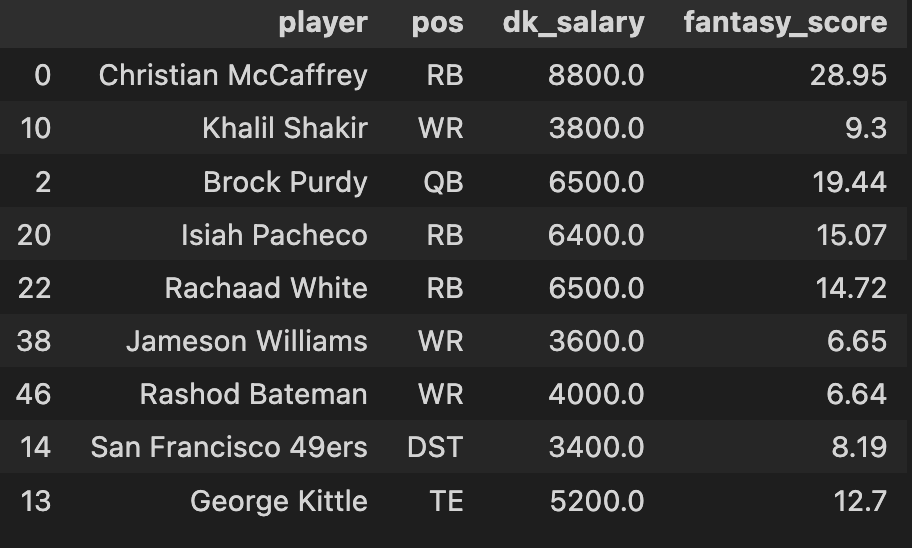 player pos dk_salary fantasy_score
0 Christian McCaffrey RB 8800.0 28.95
10 Khalil Shakir WR 3800.0 9.3
2 Brock Purdy QB 6500.0 19.44
20 Isiah Pacheco RB 6400.0 15.07
22 Rachaad White RB 6500.0 14.72
38 Jameson Williams WR 3600.0 6.65
46 Rashod Bateman WR 4000.0 6.64
14 San Francisco 49ers DST 3400.0 8.19
13 George Kittle TE 5200.0 12.7